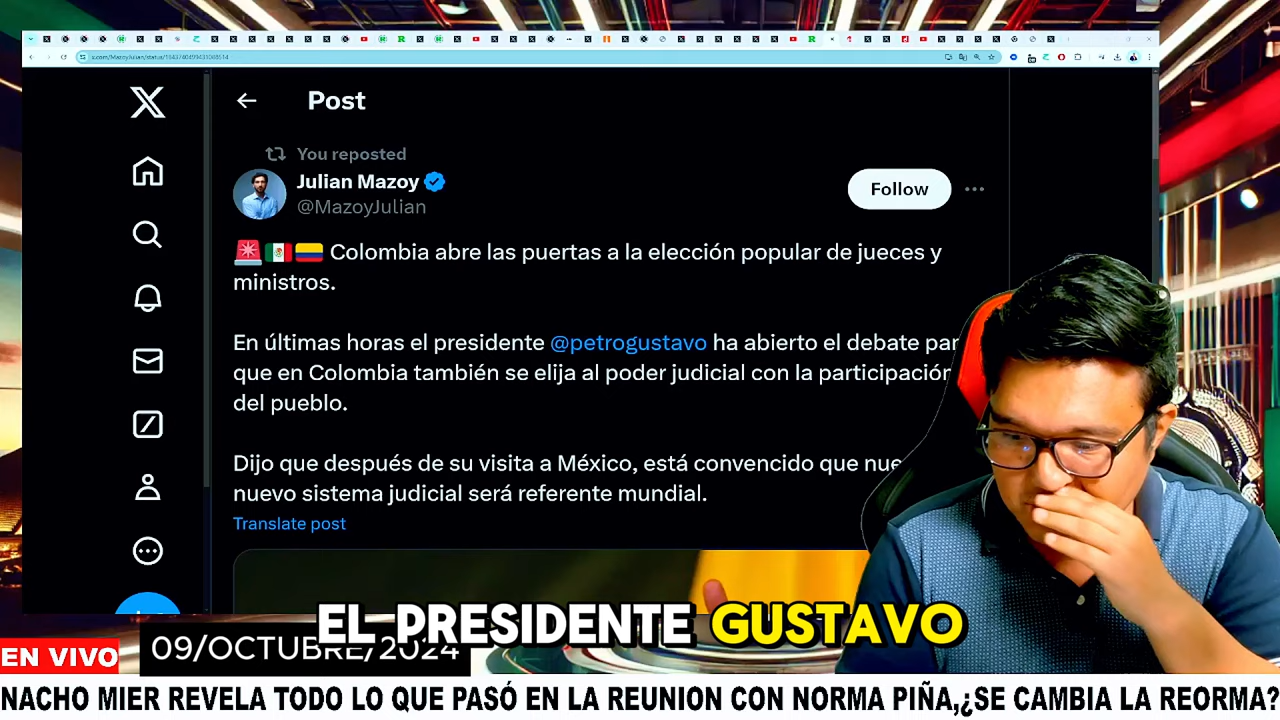 x.com/MazoyJulian/status/1843740499431068514
Post
You reposted
Julian Mazoy
@MazoyJulian
Follow
Colombia abre las puertas a la elección popular de jueces y
ministros.
En últimas horas el presidente @petrogustavo ha abierto el debate par
que en Colombia también se elija al poder judicial con la participación
del pueblo.
Dijo que después de su visita a México, está convencido que nue
nuevo sistema judicial será referente mundial.
Translate post
EL PRESIDENTE GUSTAVO
EN VIVO
09/OCTUBRE/2024
NACHO MIER REVELA TODO LO QUE PASÓ EN LA REUNION CON NORMA PIÑA,¿SE CAMBIA LA REORMA?